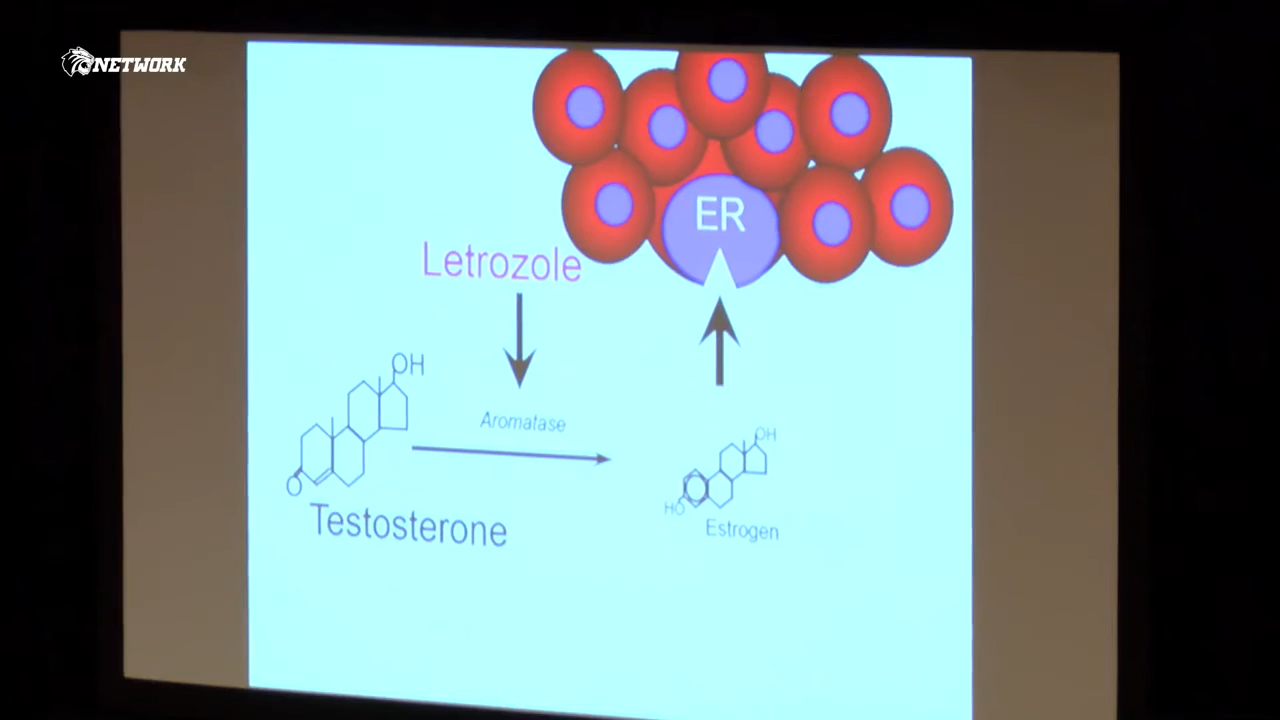 NETWORK
ER
Letrozole
OH
Aromatase
OH
O
HO
Testosterone
Estrogen